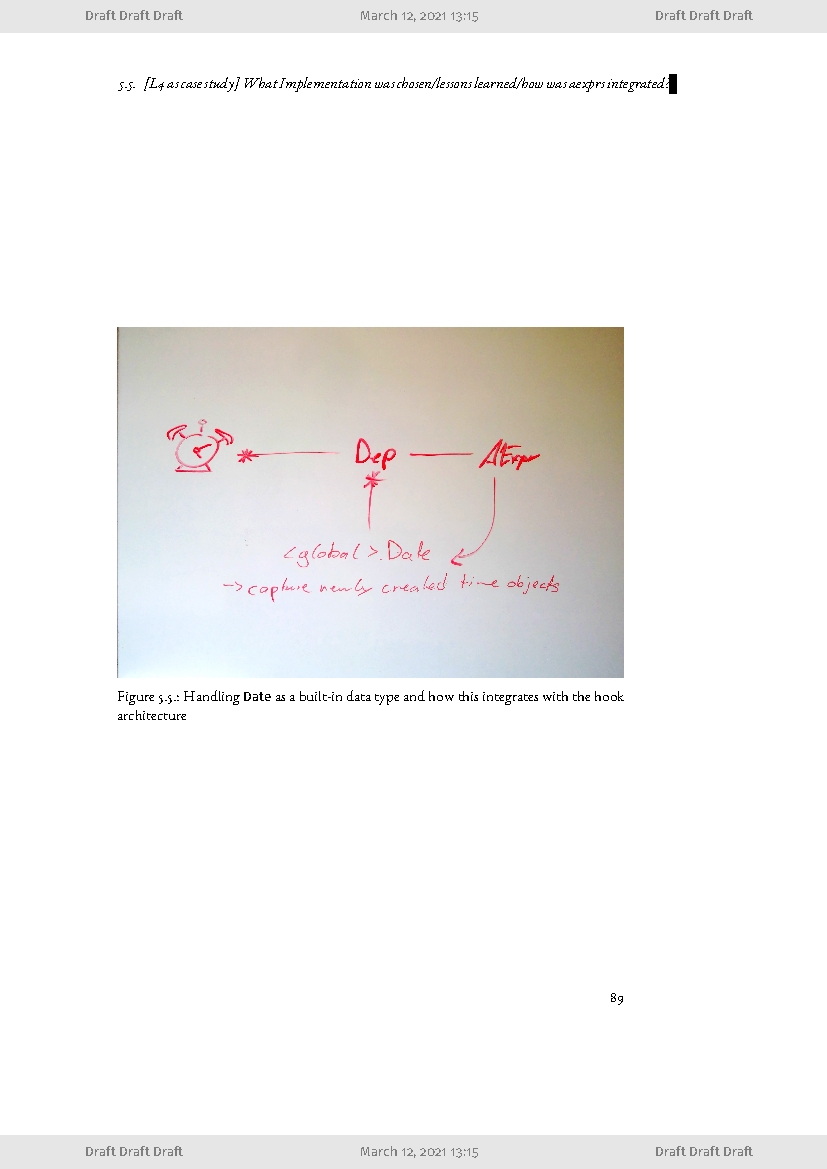 Draft Draft Draft March 12, 2021 13:15 Draft Draft Draft
5.5. [L4 as case study] What Implementation was chosen/lessons learned/how was aexprs integrated?
Dep AExpr
<global>.Date
-> capture newly created time objects
Figure 5.5.: Handling Date as a built-in data type and how this integrates with the hook
architecture
89
Draft Draft Draft March 12, 2021 13:15 Draft Draft Draft